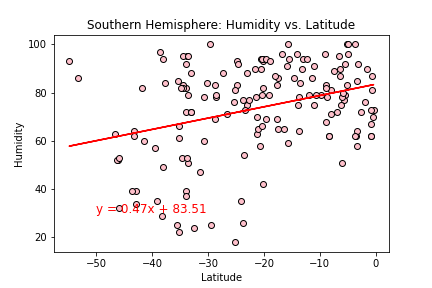 Southern Hemisphere: Humidity vs. Latitude
100
80
60
40
20
Humidity
y = 0.47x + 83.51
−50
−40
−30
−20
−10
0
Latitude